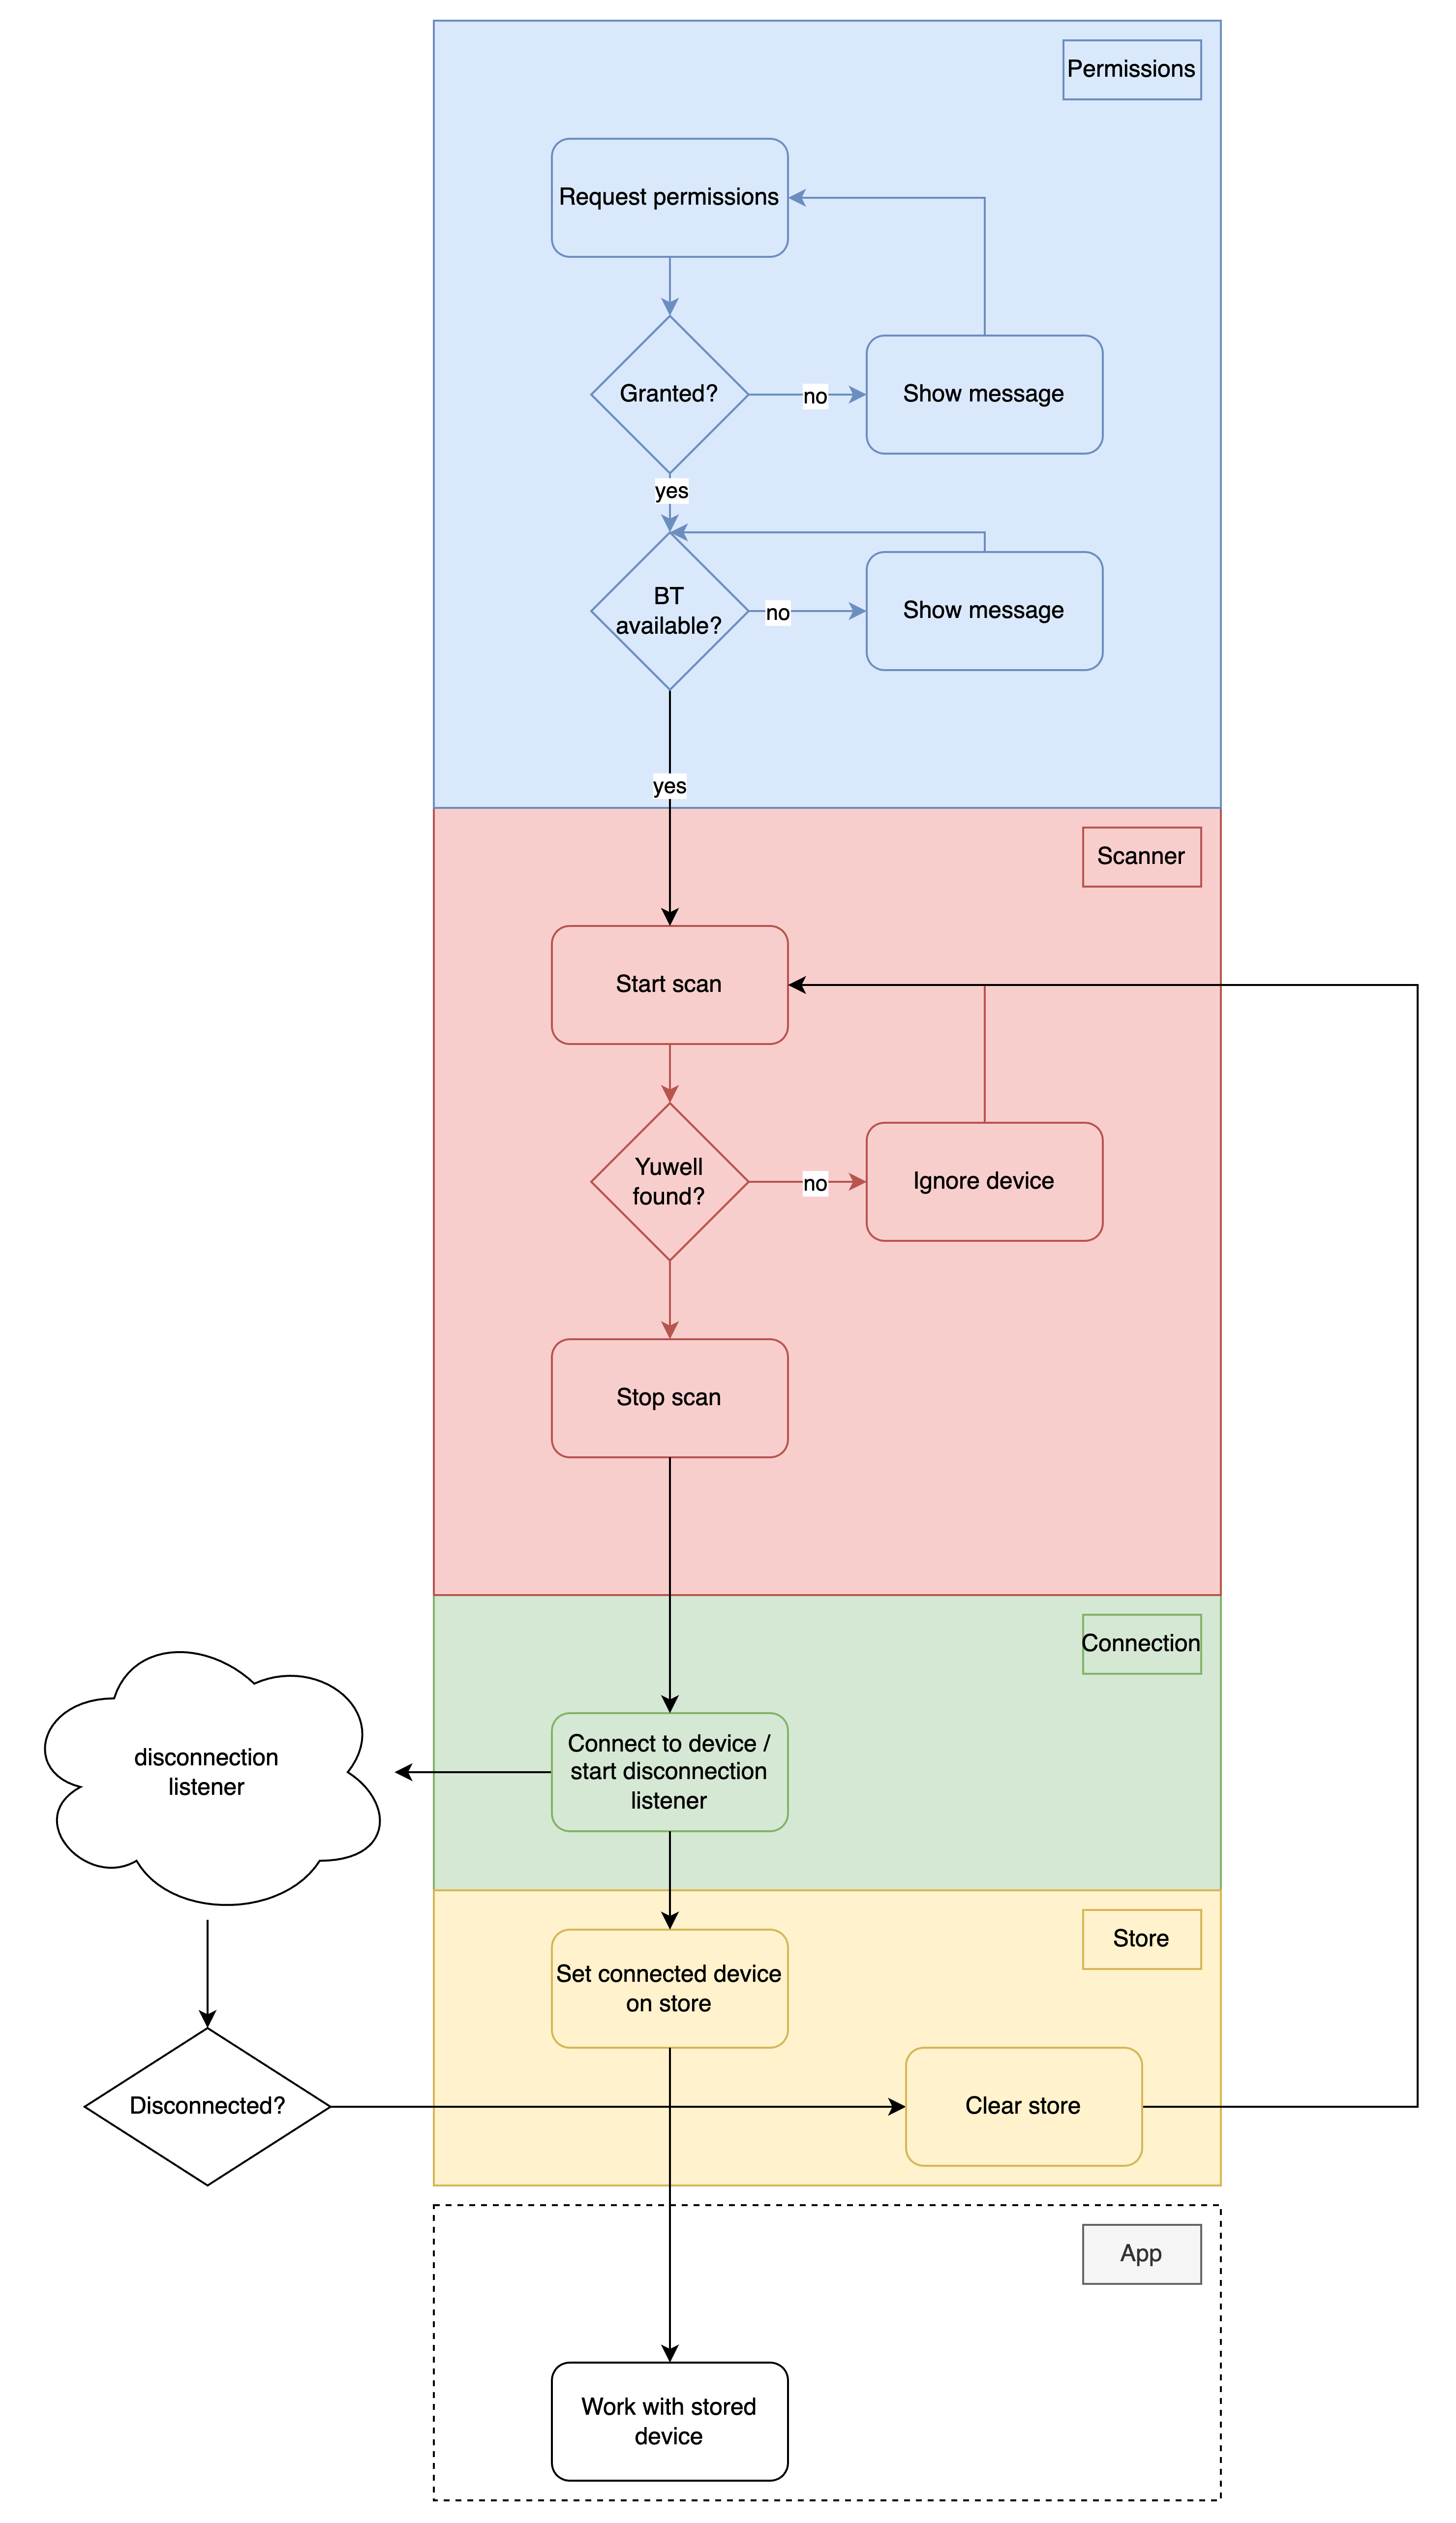 Permissions
Request permissions
Granted?
no
Show message
yes
BT
available?
no
Show message
yes
Scanner
Start scan
Yuwell
found?
no
Ignore device
Stop scan
Connection
disconnection
listener
Connect to device /
start disconnection
listener
Store
Set connected device
on store
Disconnected?
Clear store
App
Work with stored
device